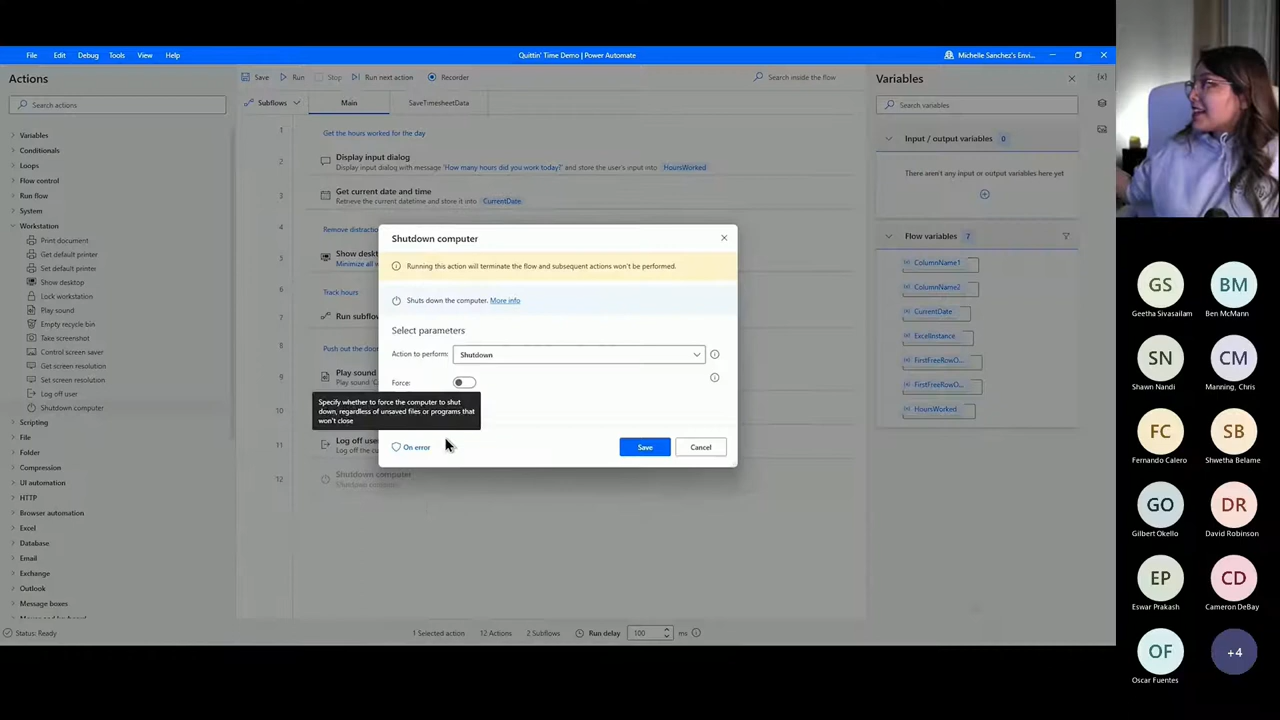 File Edit Debug Tools View Help
Quittin' Time Demo | Power Automate
Michelle Sanchez's Envi...
Actions
Search actions
Variables
Conditionals
Loops
Flow control
Run flow
System
Workstation
Print document
Get default printer
Set default printer
Show desktop
Lock workstation
Play sound
Empty recycle bin
Take screenshot
Control screen saver
Get screen resolution
Set screen resolution
Log off user
Shutdown computer
Scripting
File
Folder
Compression
UI automation
HTTP
Browser automation
Excel
Database
Email
Exchange
Outlook
Message boxes
Status: Ready
Save Run Stop Run next action Recorder
Search inside the flow
Subflows Main SaveTimesheetData
1 Get the hours worked for the day
2 Display input dialog
Display input dialog with message 'How many hours did you work today?' and store the user's input into HoursWorked
3 Get current date and time
Retrieve the current datetime and store it into CurrentDate
4 Remove distractio
5 Show deskt
Minimize all w
6 Track hours
7 Run subflow
8 Push out the doo
9 Play sound
Play sound 'C
10
11 Log off user
Log off the cu
12 Shutdown computer
Shutdown computer
Shutdown computer
Running this action will terminate the flow and subsequent actions won't be performed.
Shuts down the computer. More info
Select parameters
Action to perform: Shutdown
Force:
Specify whether to force the computer to shut
down, regardless of unsaved files or programs that
won't close
On error
Save Cancel
1 Selected action 12 Actions 2 Subflows Run delay 100 ms
Variables
Search variables
Input / output variables 0
There aren't any input or output variables here yet
Flow variables 7
ColumnName1
ColumnName2
CurrentDate
ExcelInstance
FirstFreeRowO...
FirstFreeRowO...
HoursWorked
{x}
GS BM
Geetha Sivasailam Ben McMann
SN CM
Shawn Nandi Manning, Chris
FC SB
Fernando Calero Shwetha Belame
GO DR
Gilbert Okello David Robinson
EP CD
Eswar Prakash Cameron DeBay
OF +4
Oscar Fuentes